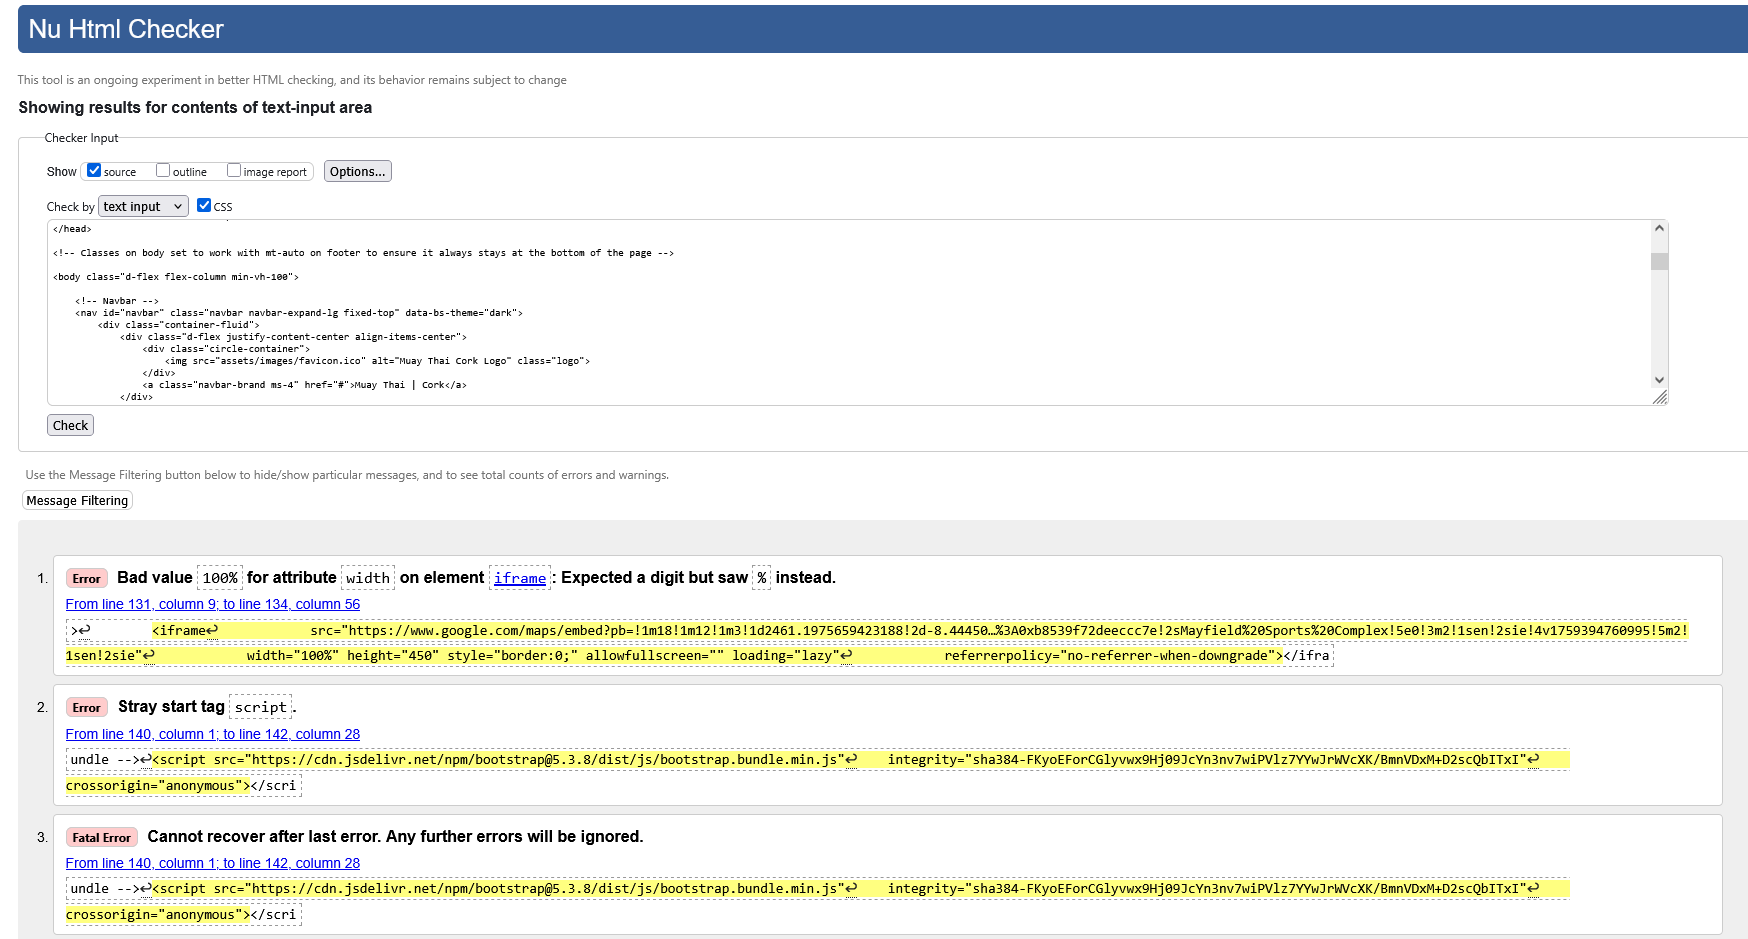 Nu Html Checker
This tool is an ongoing experiment in better HTML checking, and its behavior remains subject to change
Showing results for contents of text-input area
Checker Input
Show source outline image report Options...
Check by text input CSS
</head>
<!-- Classes on body set to work with mt-auto on footer to ensure it always stays at the bottom of the page -->
<body class="d-flex flex-column min-vh-100">
<!-- Navbar -->
<nav id="navbar" class="navbar navbar-expand-lg fixed-top" data-bs-theme="dark">
<div class="container-fluid">
<div class="d-flex justify-content-center align-items-center">
<div class="circle-container">
<img src="assets/images/favicon.ico" alt="Muay Thai Cork Logo" class="logo">
</div>
<a class="navbar-brand ms-4" href="#">Muay Thai | Cork</a>
</div>
Check
Use the Message Filtering button below to hide/show particular messages, and to see total counts of errors and warnings.
Message Filtering
1. Error Bad value 100% for attribute width on element iframe: Expected a digit but saw % instead.
From line 131, column 9; to line 134, column 56
>↩ <iframe↩ src="https://www.google.com/maps/embed?pb=!1m18!1m12!1m3!1d2461.1975659423188!2d-8.44450…%3A0xb8539f72deeccc7e!2sMayfield%20Sports%20Complex!5e0!3m2!1sen!2sie!4v1759394760995!5m2!
1sen!2sie"↩ width="100%" height="450" style="border:0;" allowfullscreen="" loading="lazy"↩ referrerpolicy="no-referrer-when-downgrade"></ifra
2. Error Stray start tag script.
From line 140, column 1; to line 142, column 28
undle -->↩<script src="https://cdn.jsdelivr.net/npm/bootstrap@5.3.8/dist/js/bootstrap.bundle.min.js"↩ integrity="sha384-FKyoEForCGlyvwx9Hj09JcYn3nv7wiPVlz7YYwJrWVcXK/BmnVDxM+D2scQbITxI"↩
crossorigin="anonymous"></scri
3. Fatal Error Cannot recover after last error. Any further errors will be ignored.
From line 140, column 1; to line 142, column 28
undle -->↩<script src="https://cdn.jsdelivr.net/npm/bootstrap@5.3.8/dist/js/bootstrap.bundle.min.js"↩ integrity="sha384-FKyoEForCGlyvwx9Hj09JcYn3nv7wiPVlz7YYwJrWVcXK/BmnVDxM+D2scQbITxI"↩
crossorigin="anonymous"></scri